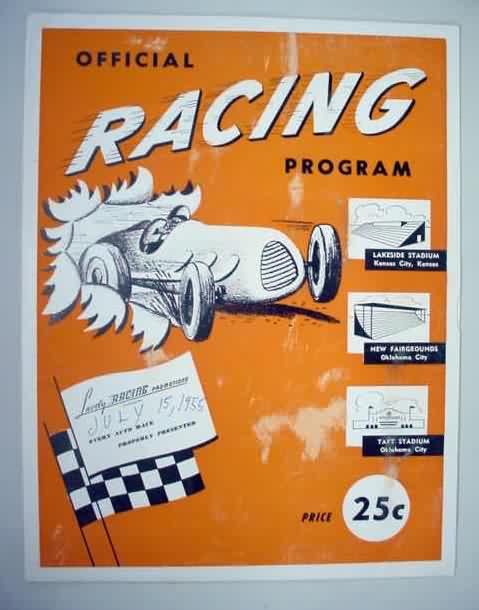 OFFICIAL
RACING
PROGRAM
LAKESIDE STADIUM
Kansas City, Kansas
NEW FAIRGROUNDS
Oklahoma City
TAFT STADIUM
Oklahoma City
RACING PROMOTIONS
JULY 15, 1955
EVERY AUTO RACE
PROPERLY PRESENTED
PRICE 25c